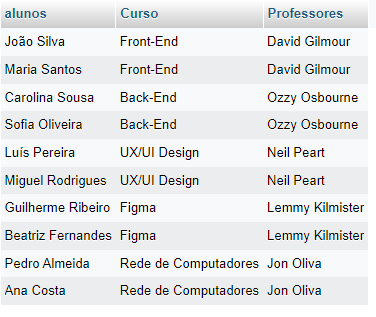 alunos Curso Professores
João Silva Front-End David Gilmour
Maria Santos Front-End David Gilmour
Carolina Sousa Back-End Ozzy Osbourne
Sofia Oliveira Back-End Ozzy Osbourne
Luís Pereira UX/UI Design Neil Peart
Miguel Rodrigues UX/UI Design Neil Peart
Guilherme Ribeiro Figma Lemmy Kilmister
Beatriz Fernandes Figma Lemmy Kilmister
Pedro Almeida Rede de Computadores Jon Oliva
Ana Costa Rede de Computadores Jon Oliva